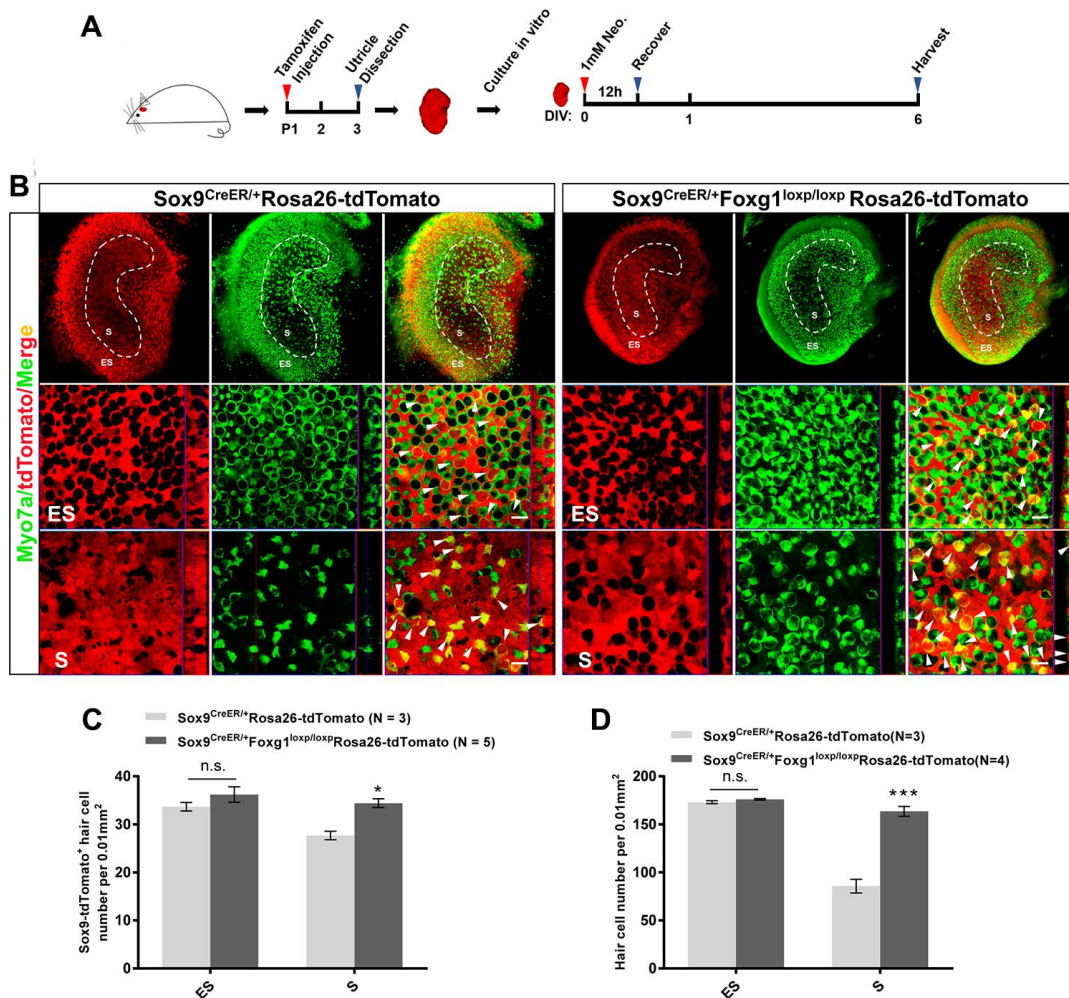 A
Tamoxifen
Injection
Utricle
Dissection
Culture in vitro
1mM Neo.
Recover
Harvest
12h
P1 2 3
DIV: 0 1 6
B
Sox9CreER/+Rosa26-tdTomato
Sox9CreER/+Foxg1loxp/loxp Rosa26-tdTomato
Myo7a/tdTomato/Merge
S
ES
S
ES
S
ES
S
ES
S
ES
S
ES
ES
ES
S
S
C
Sox9CreER/+Rosa26-tdTomato (N = 3)
Sox9CreER/+Foxg1loxp/loxpRosa26-tdTomato (N = 5)
Sox9-tdTomato+ hair cell
number per 0.01mm2
40
30
20
10
0
n.s.
*
ES
S
D
Sox9CreER/+Rosa26-tdTomato(N=3)
Sox9CreER/+Foxg1loxp/loxpRosa26-tdTomato(N=4)
Hair cell number per 0.01mm2
200
150
100
50
0
n.s.
***
ES
S